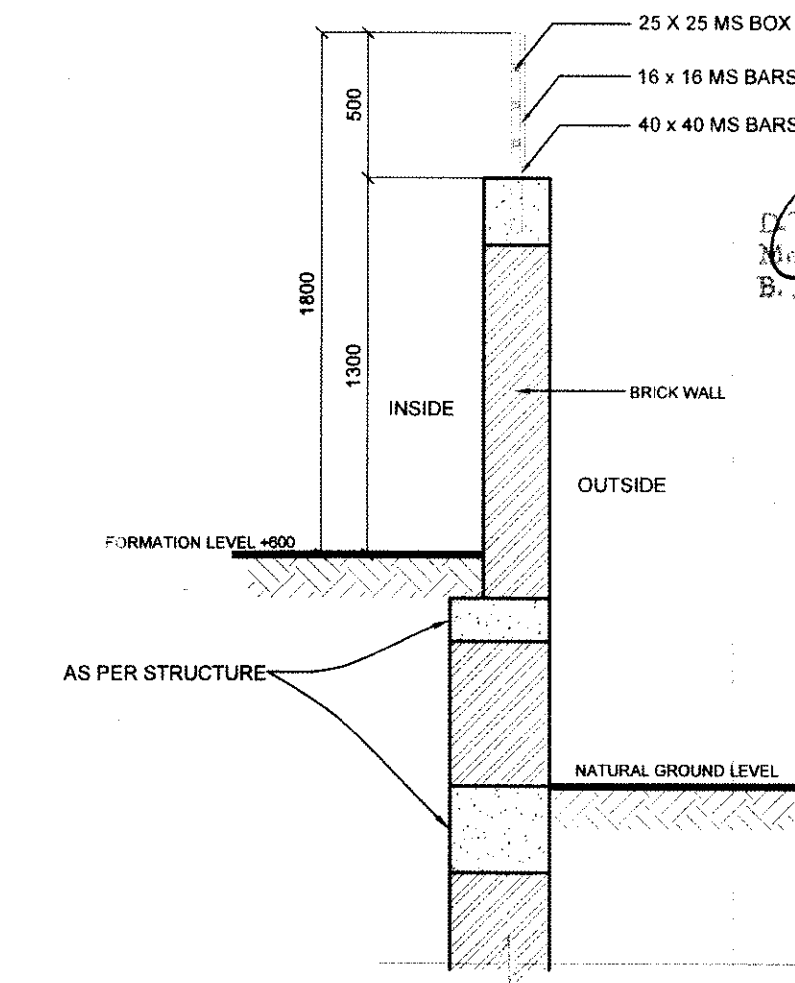 25 X 25 MS BOX
16 x 16 MS BARS
40 x 40 MS BARS
500
1800
1300
INSIDE
BRICK WALL
OUTSIDE
FORMATION LEVEL +600
AS PER STRUCTURE
NATURAL GROUND LEVEL
B.